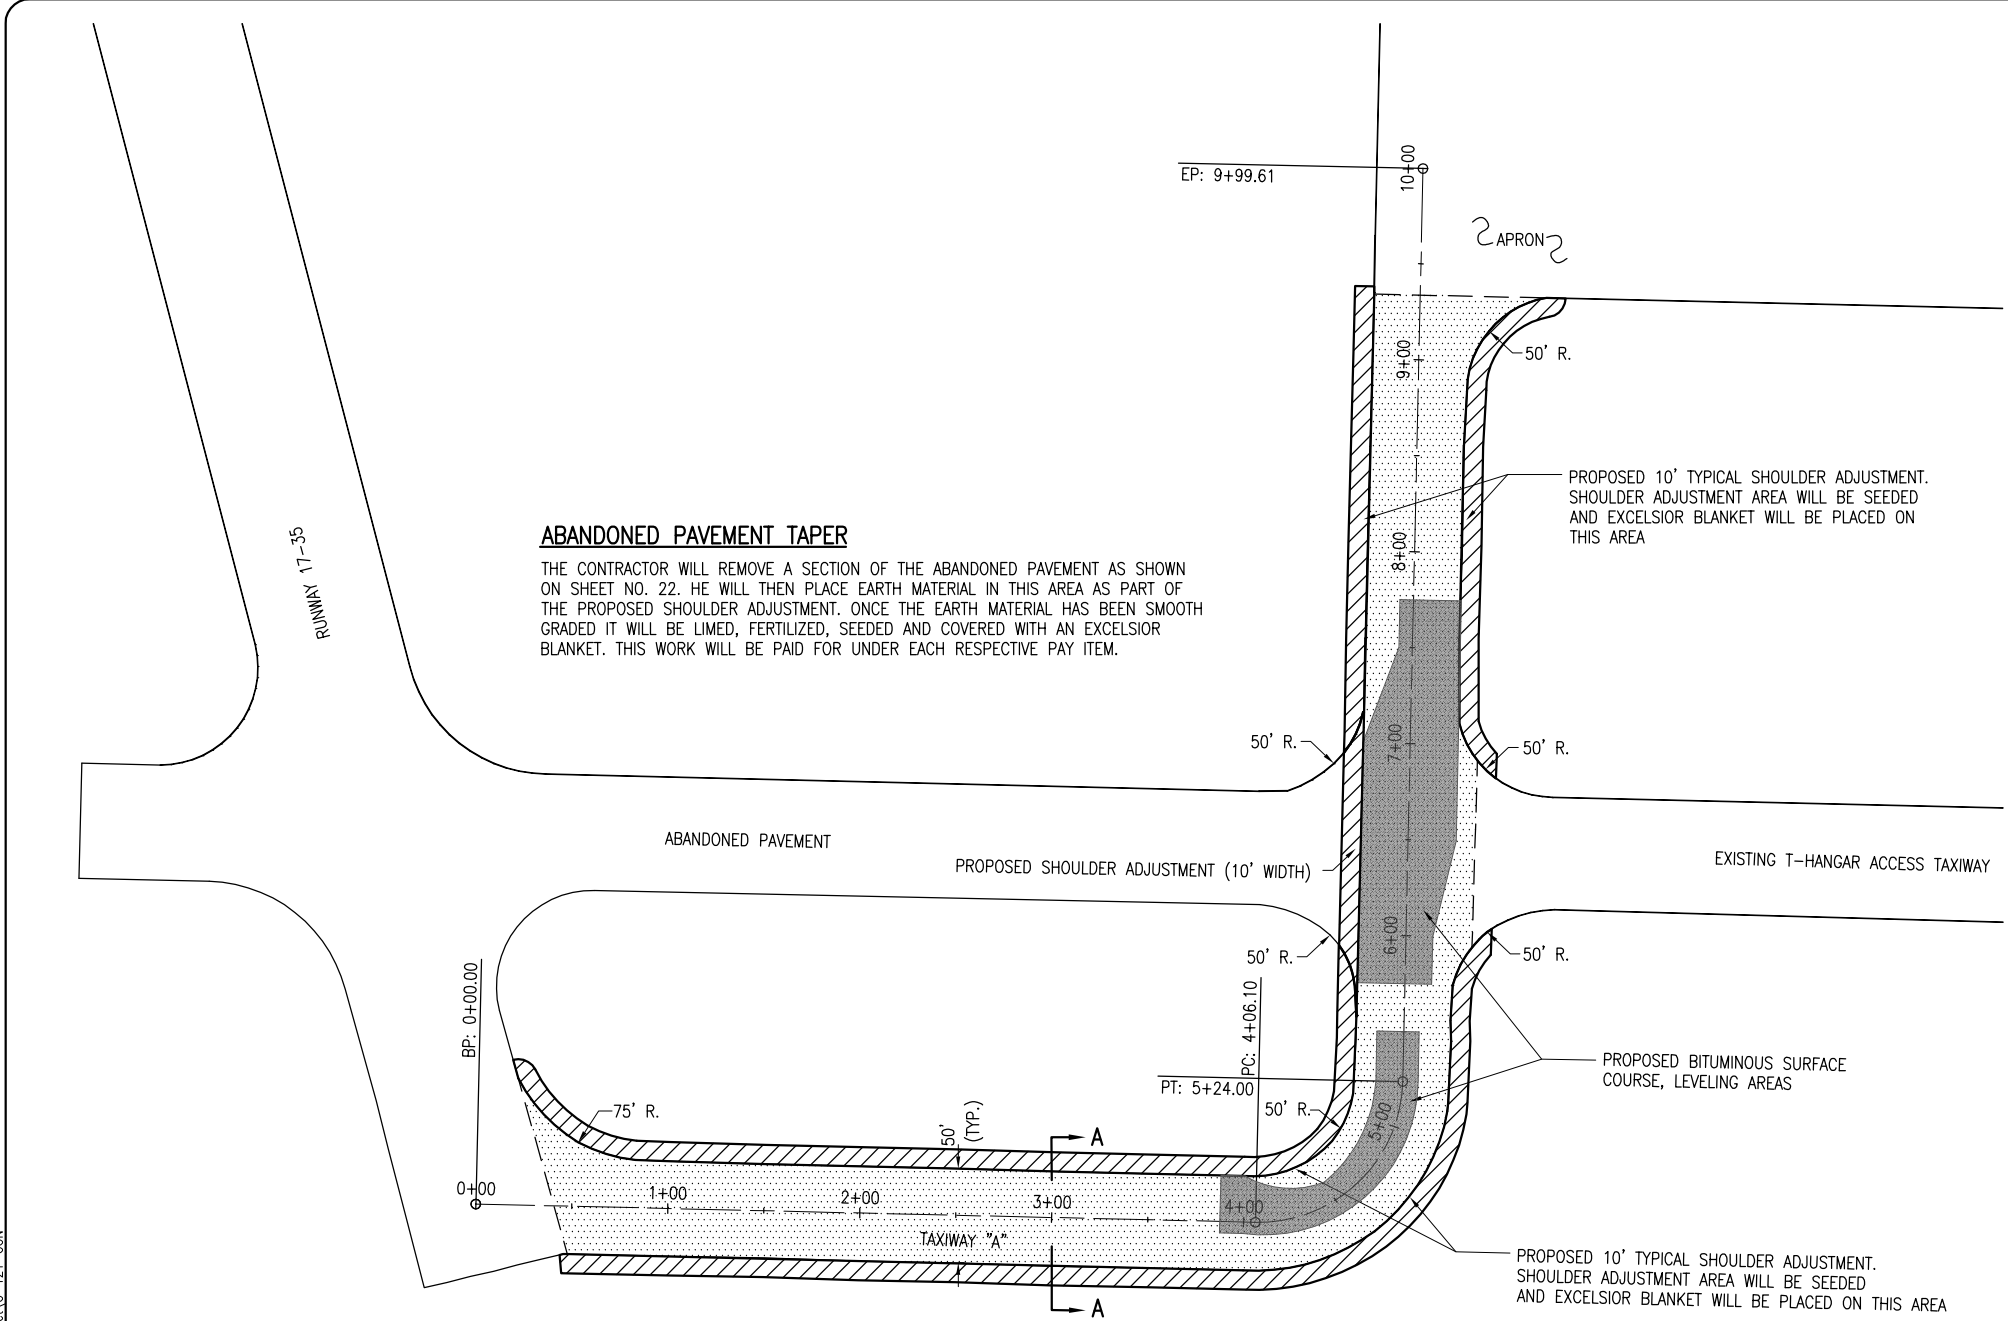 10+00
EP: 9+99.61
APRON
9+00
50' R.
PROPOSED 10' TYPICAL SHOULDER ADJUSTMENT.
SHOULDER ADJUSTMENT AREA WILL BE SEEDED
AND EXCELSIOR BLANKET WILL BE PLACED ON
THIS AREA
RUNWAY 17-35
ABANDONED PAVEMENT TAPER
THE CONTRACTOR WILL REMOVE A SECTION OF THE ABANDONED PAVEMENT AS SHOWN
ON SHEET NO. 22. HE WILL THEN PLACE EARTH MATERIAL IN THIS AREA AS PART OF
THE PROPOSED SHOULDER ADJUSTMENT. ONCE THE EARTH MATERIAL HAS BEEN SMOOTH
GRADED IT WILL BE LIMED, FERTILIZED, SEEDED AND COVERED WITH AN EXCELSIOR
BLANKET. THIS WORK WILL BE PAID FOR UNDER EACH RESPECTIVE PAY ITEM.
8+00
50' R.
7+00
50' R.
ABANDONED PAVEMENT
PROPOSED SHOULDER ADJUSTMENT (10' WIDTH)
EXISTING T-HANGAR ACCESS TAXIWAY
6+00
50' R.
50' R.
BP: 0+00.00
PC: 4+06.10
PT: 5+24.00
PROPOSED BITUMINOUS SURFACE
COURSE, LEVELING AREAS
75' R.
50'
(TYP.)
A
50' R.
5+00
0+00
1+00
2+00
3+00
4+00
TAXIWAY "A"
A
PROPOSED 10' TYPICAL SHOULDER ADJUSTMENT.
SHOULDER ADJUSTMENT AREA WILL BE SEEDED
AND EXCELSIOR BLANKET WILL BE PLACED ON THIS AREA